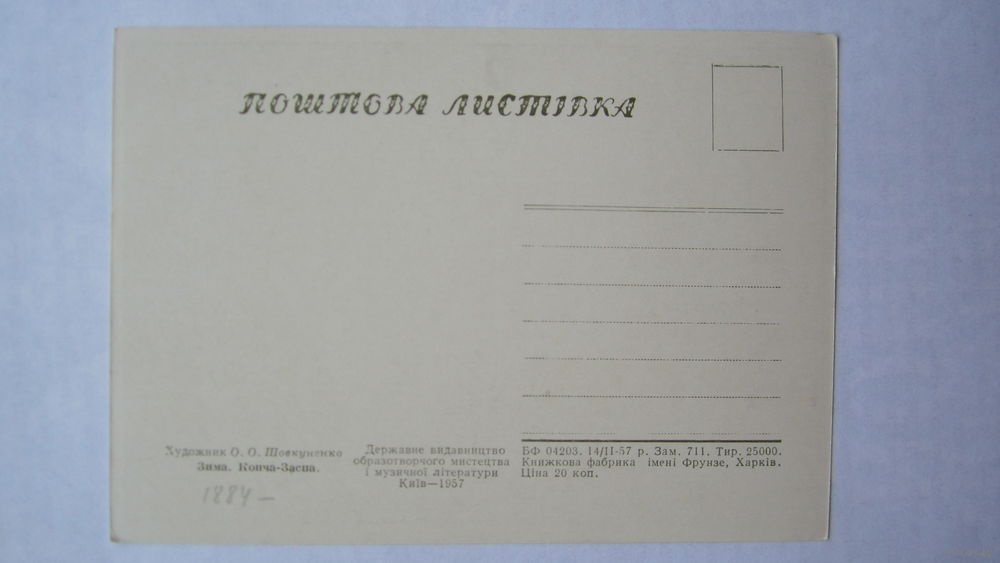 ПОШТОВА ЛИСТІВКА
Художник О. О. Шовкуненко
Зима. Конча-Заспа.
1884 —
Державне видавництво
образотворчого мистецтва
і музичної літератури
Київ—1957
БФ 04203. 14/II-57 р. Зам. 711. Тир. 25000.
Книжкова фабрика імені Фрунзе, Харків.
Ціна 20 коп.